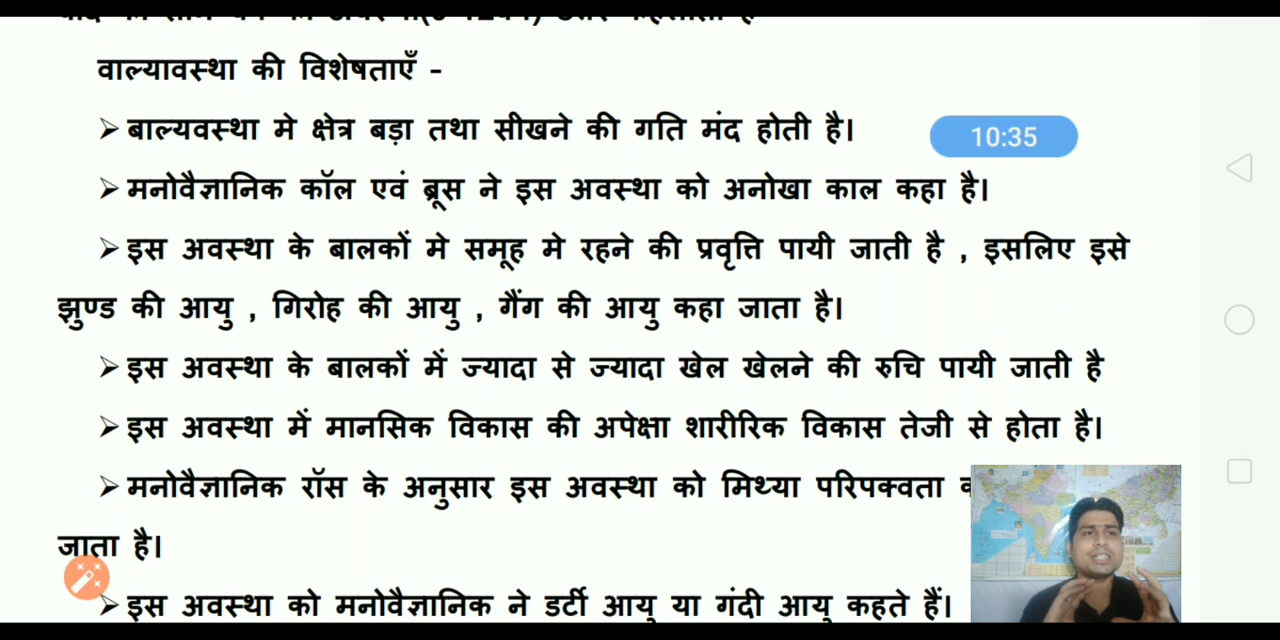 वाल्यावस्था की विशेषताएँ -
➢ बाल्यवस्था मे क्षेत्र बड़ा तथा सीखने की गति मंद होती है।
10:35
➢ मनोवैज्ञानिक कॉल एवं ब्रूस ने इस अवस्था को अनोखा काल कहा है।
➢ इस अवस्था के बालकों मे समूह मे रहने की प्रवृत्ति पायी जाती है , इसलिए इसे
झुण्ड की आयु , गिरोह की आयु , गैंग की आयु कहा जाता है।
➢ इस अवस्था के बालकों में ज्यादा से ज्यादा खेल खेलने की रुचि पायी जाती है
➢ इस अवस्था में मानसिक विकास की अपेक्षा शारीरिक विकास तेजी से होता है।
➢ मनोवैज्ञानिक रॉस के अनुसार इस अवस्था को मिथ्या परिपक्वता
जाता है।
➢ इस अवस्था को मनोवैज्ञानिक ने डर्टी आयु या गंदी आयु कहते हैं।